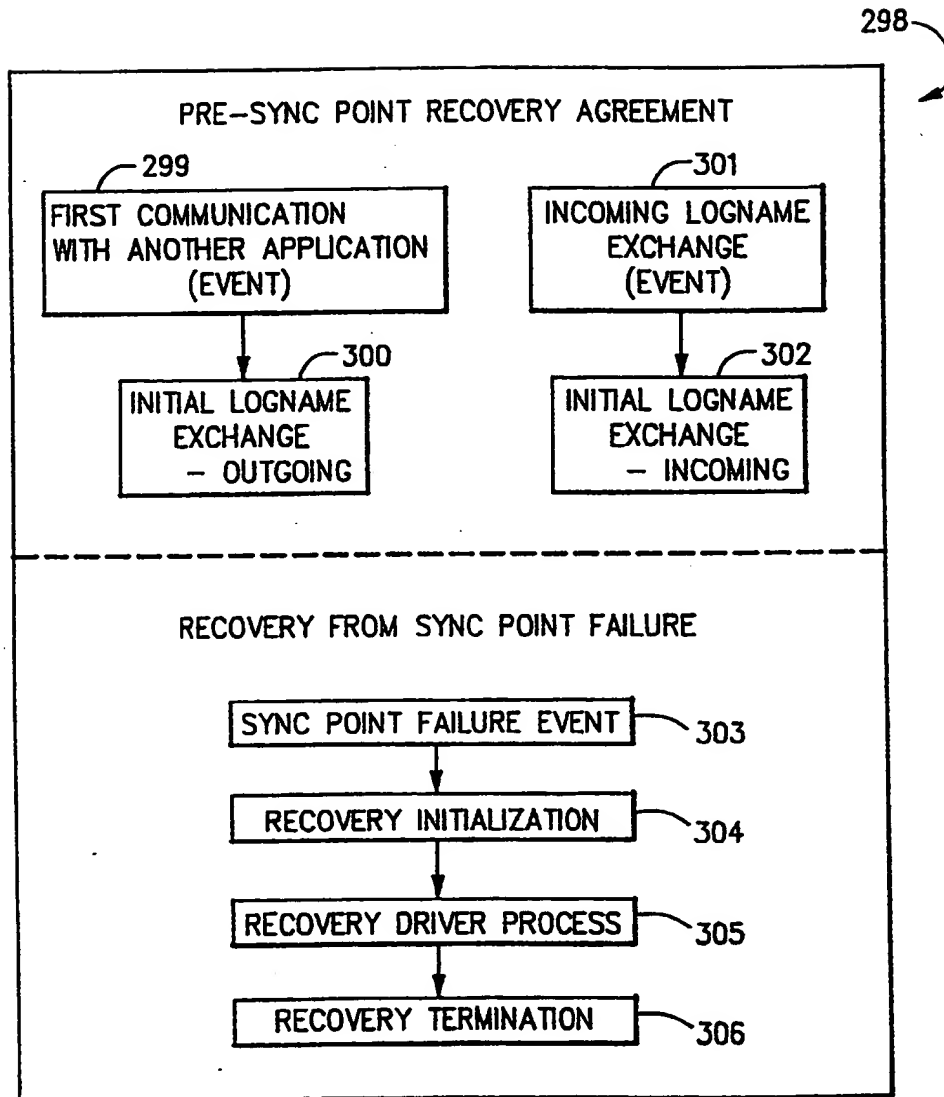 298
PRE-SYNC POINT RECOVERY AGREEMENT
299
FIRST COMMUNICATION
WITH ANOTHER APPLICATION
(EVENT)
301
INCOMING LOGNAME
EXCHANGE
(EVENT)
300
INITIAL LOGNAME
EXCHANGE
- OUTGOING
302
INITIAL LOGNAME
EXCHANGE
- INCOMING
RECOVERY FROM SYNC POINT FAILURE
SYNC POINT FAILURE EVENT
303
RECOVERY INITIALIZATION
304
RECOVERY DRIVER PROCESS
305
RECOVERY TERMINATION
306